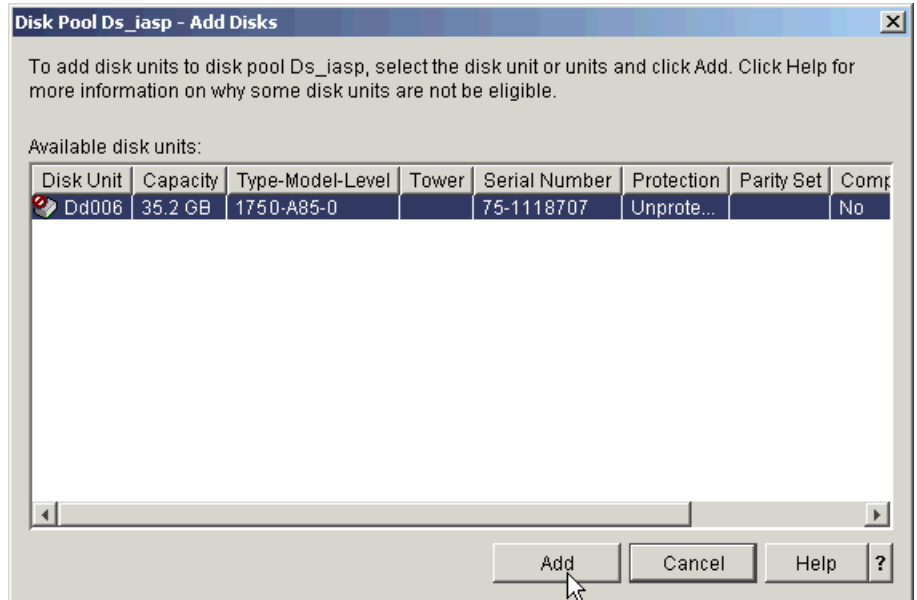 Disk Pool Ds_iasp - Add Disks
To add disk units to disk pool Ds_iasp, select the disk unit or units and click Add. Click Help for
more information on why some disk units are not be eligible.
Available disk units:
Disk Unit Capacity Type-Model-Level Tower Serial Number Protection Parity Set Comp
Dd006 35.2 GB 1750-A85-0 75-1118707 Unprote... No
Add Cancel Help ?